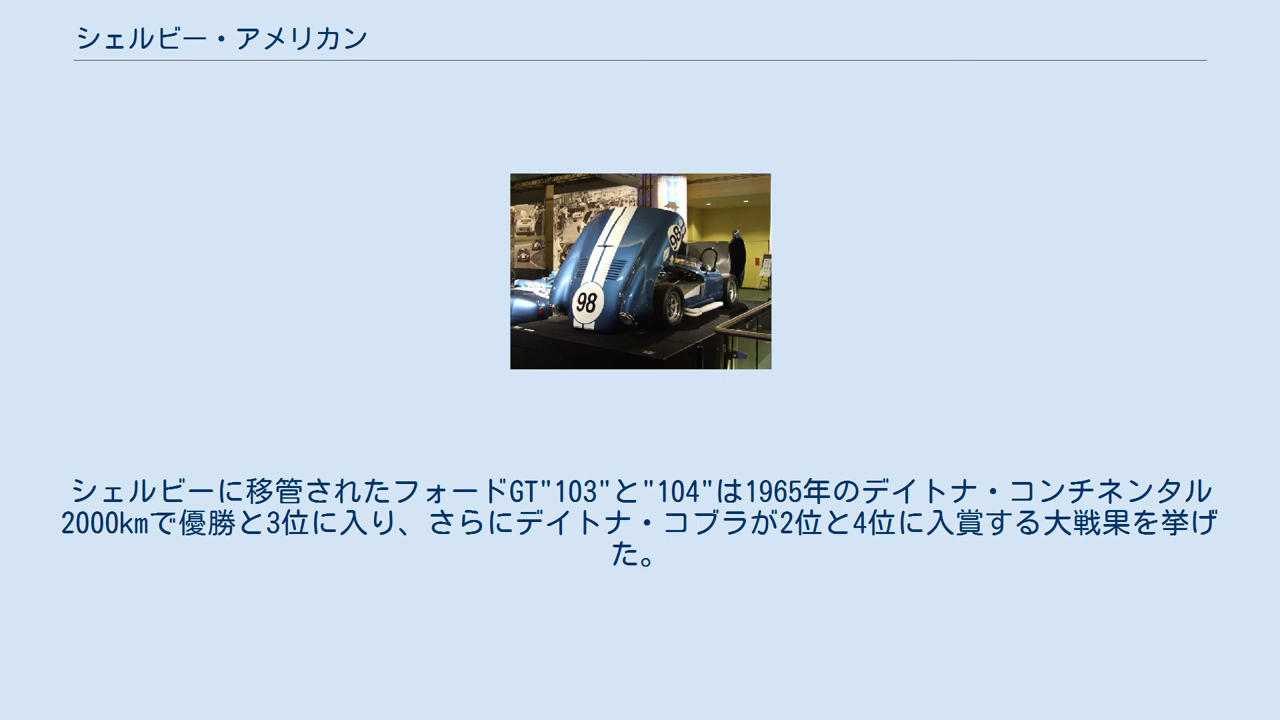 シェルビー・アメリカン
98
98
シェルビーに移管されたフォードGT"103"と"104"は1965年のデイトナ・コンチネンタル
2000kmで優勝と3位に入り、さらにデイトナ・コブラが2位と4位に入賞する大戦果を挙げ
た。